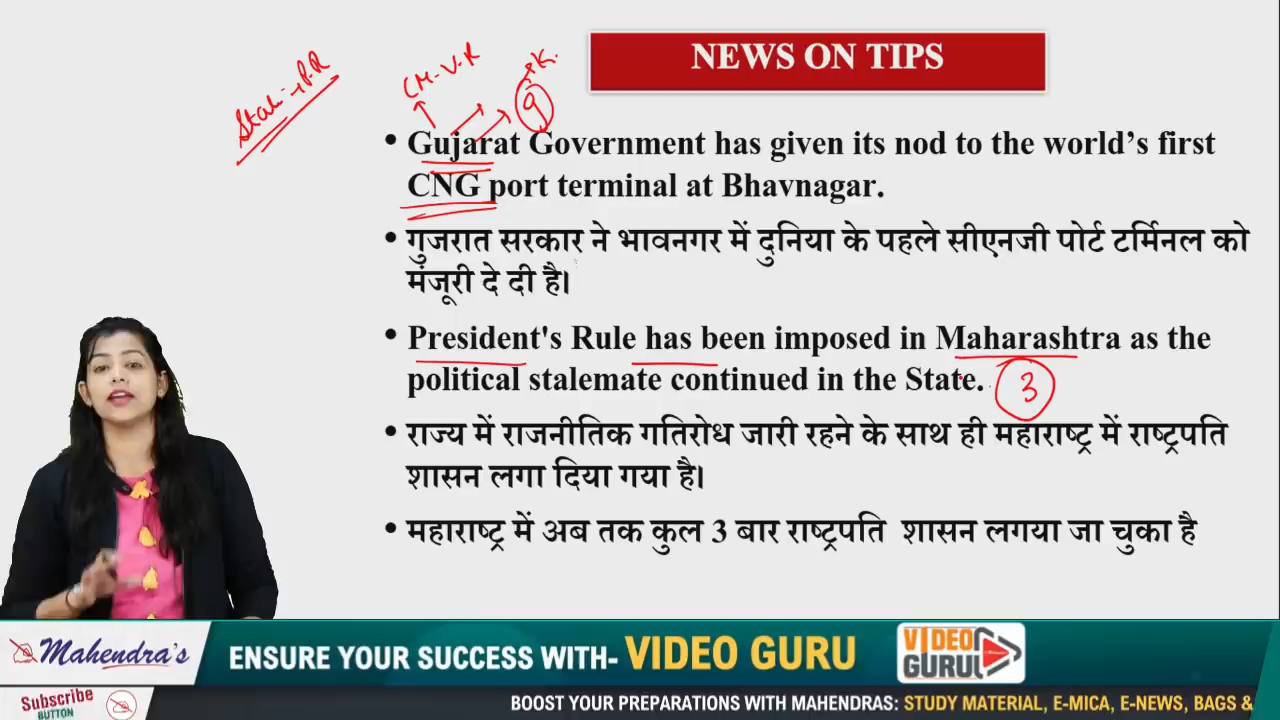 NEWS ON TIPS
State → P.R
CM-V.R
g
• Gujarat Government has given its nod to the world's first
CNG port terminal at Bhavnagar.
• गुजरात सरकार ने भावनगर में दुनिया के पहले सीएनजी पोर्ट टर्मिनल को
मंजूरी दे दी है।
• President's Rule has been imposed in Maharashtra as the
political stalemate continued in the State.
3
• राज्य में राजनीतिक गतिरोध जारी रहने के साथ ही महाराष्ट्र में राष्ट्रपति
शासन लगा दिया गया है।
• महाराष्ट्र में अब तक कुल 3 बार राष्ट्रपति शासन लगया जा चुका है
Mahendra's
ENSURE YOUR SUCCESS WITH- VIDEO GURU
VIDEO
GURU
Subscribe
BUTTON
BOOST YOUR PREPARATIONS WITH MAHENDRAS: STUDY MATERIAL, E-MICA, E-NEWS, BAGS &